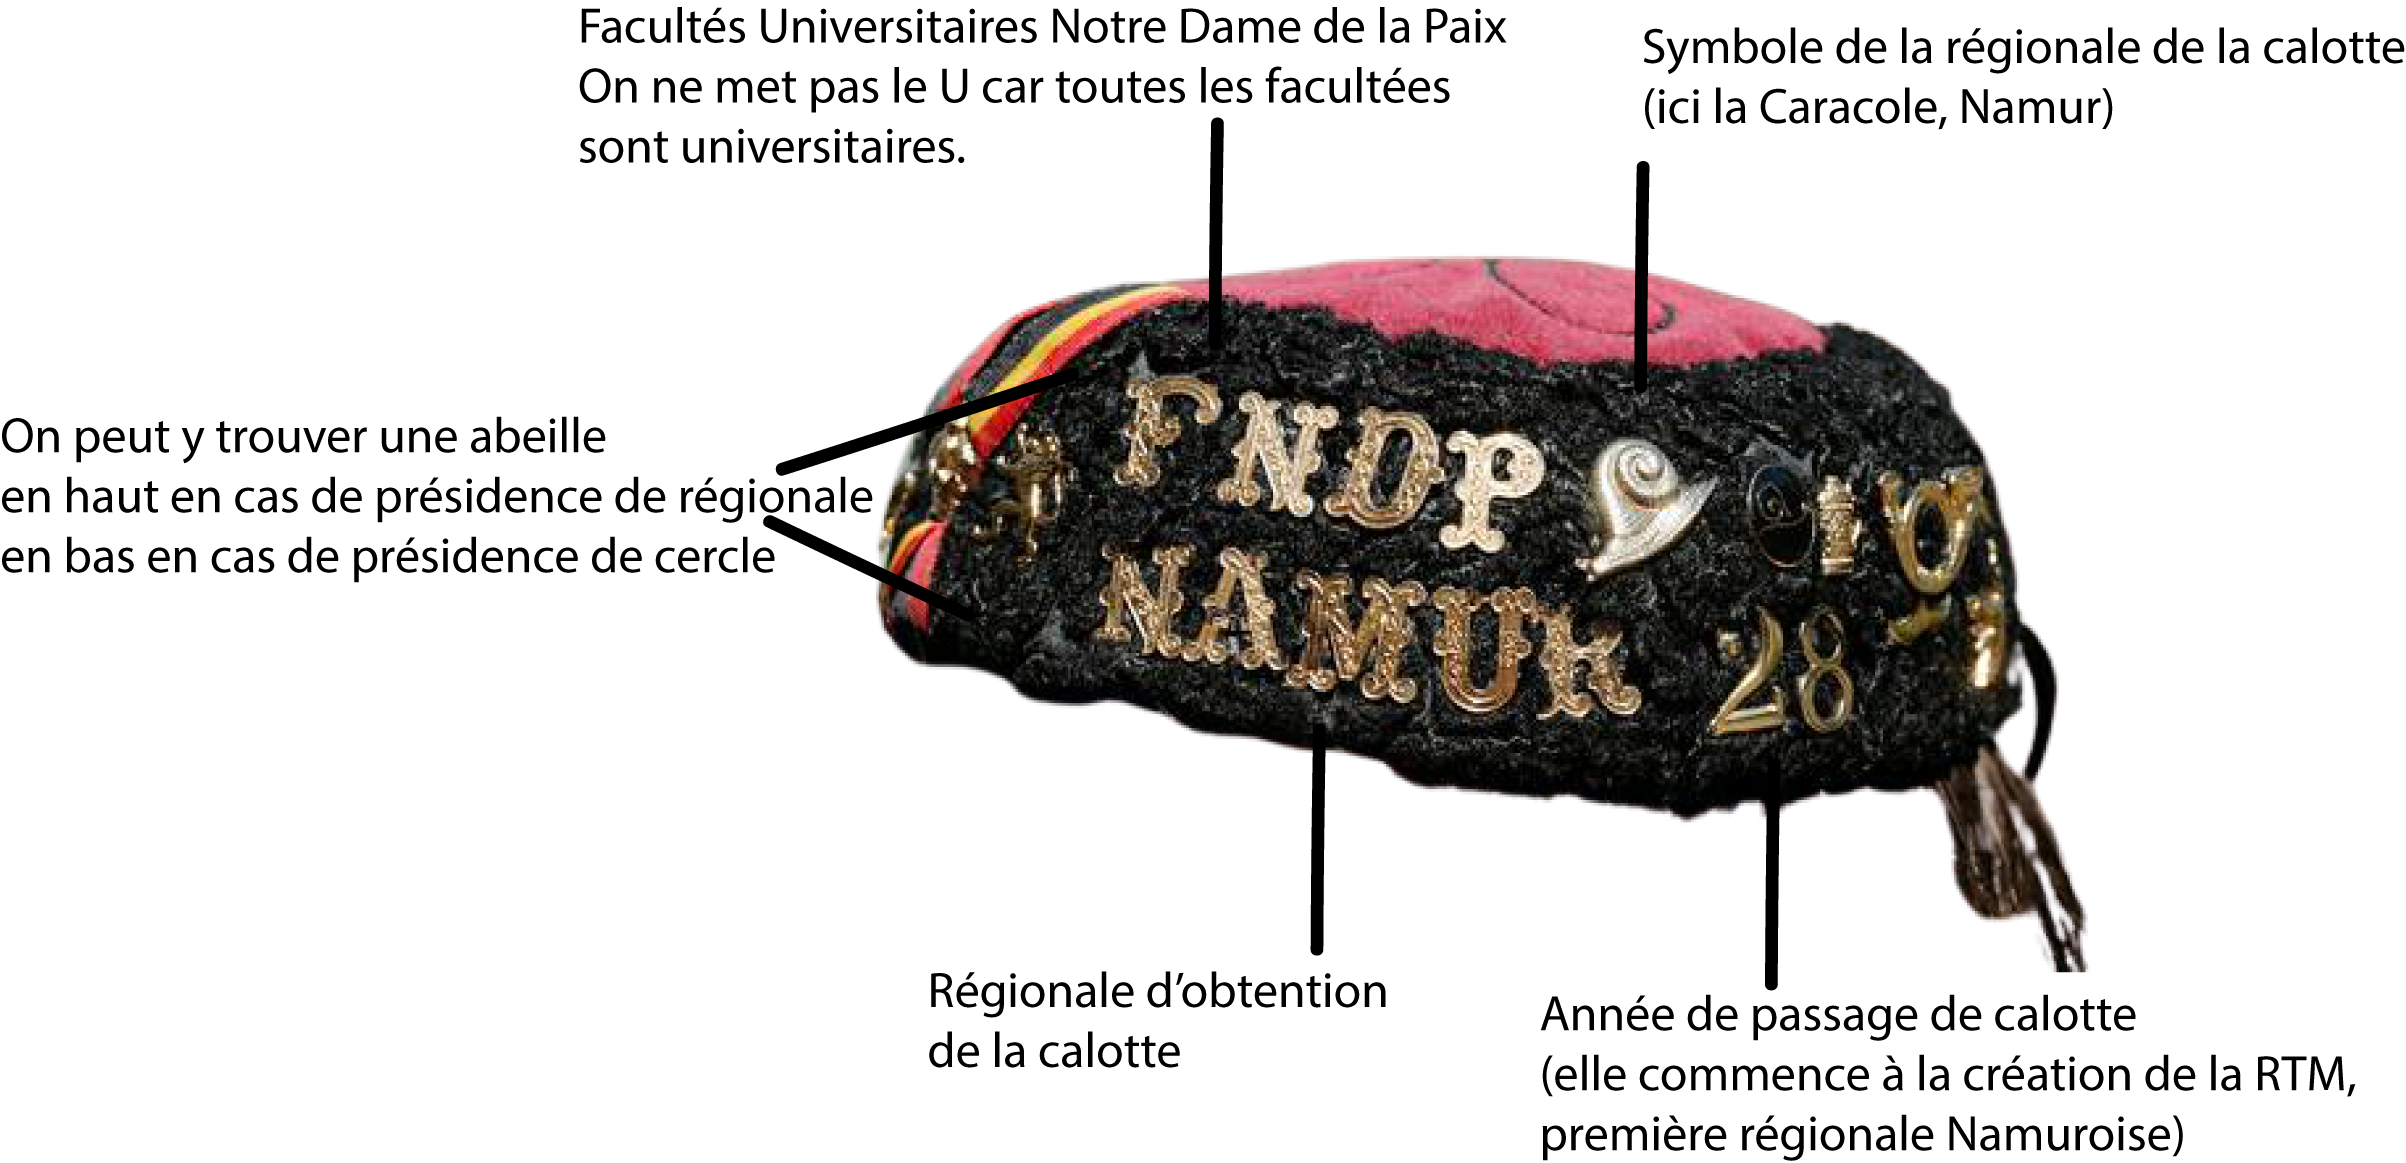 Facultés Universitaires Notre Dame de la Paix
On ne met pas le U car toutes les facultées
sont universitaires.
Symbole de la régionale de la calotte
(ici la Caracole, Namur)
On peut y trouver une abeille
en haut en cas de présidence de régionale
en bas en cas de présidence de cercle
FNDP
NAMUR 28
Régionale d’obtention
de la calotte
Année de passage de calotte
(elle commence à la création de la RTM,
première régionale Namuroise)